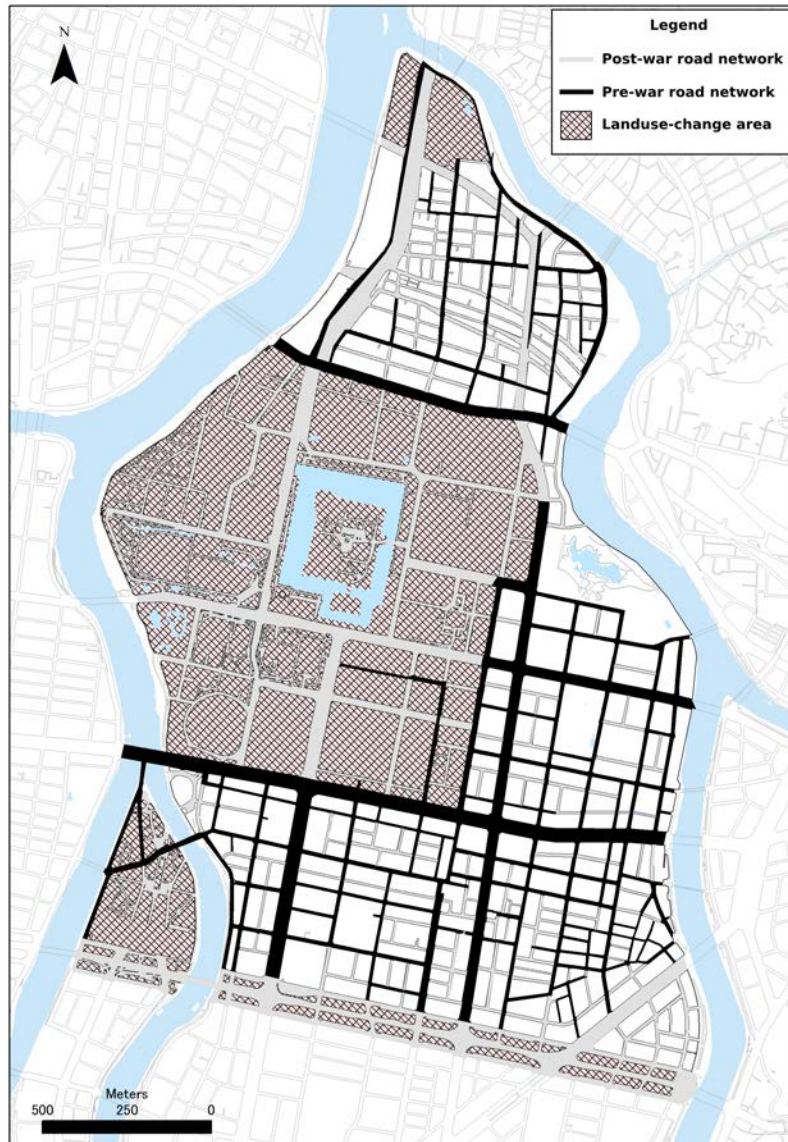 N
Legend
Post-war road network
Pre-war road network
Landuse-change area
Meters
500 250 0